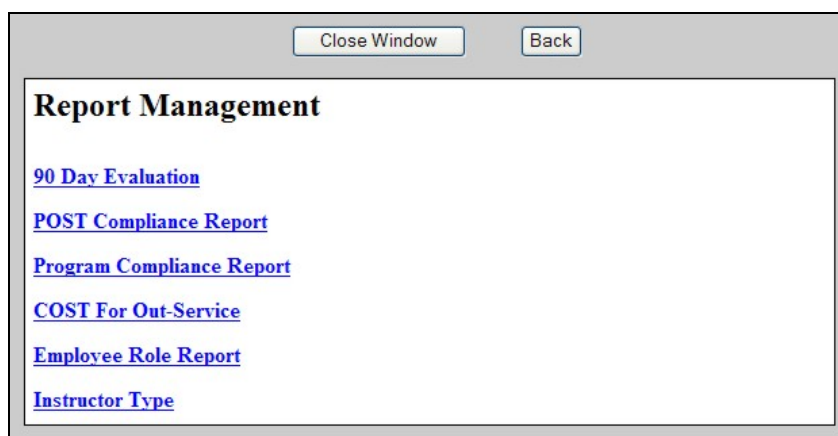 Close Window Back
Report Management
90 Day Evaluation
POST Compliance Report
Program Compliance Report
COST For Out-Service
Employee Role Report
Instructor Type